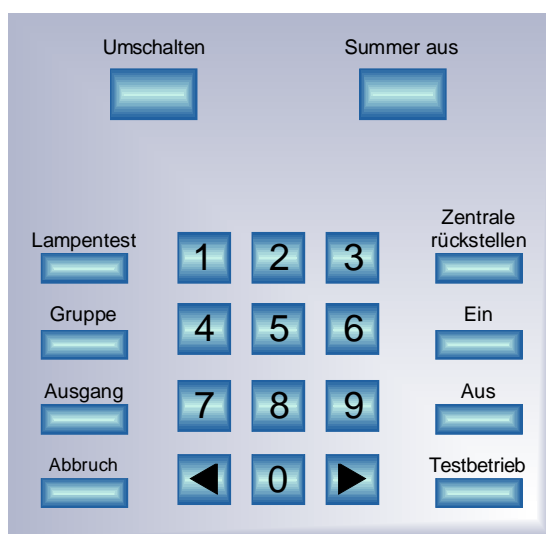 Umschalten
Summer aus
Lampentest
1 2 3
Zentrale
rückstellen
Gruppe
4 5 6
Ein
Ausgang
7 8 9
Aus
Abbruch
0
Testbetrieb